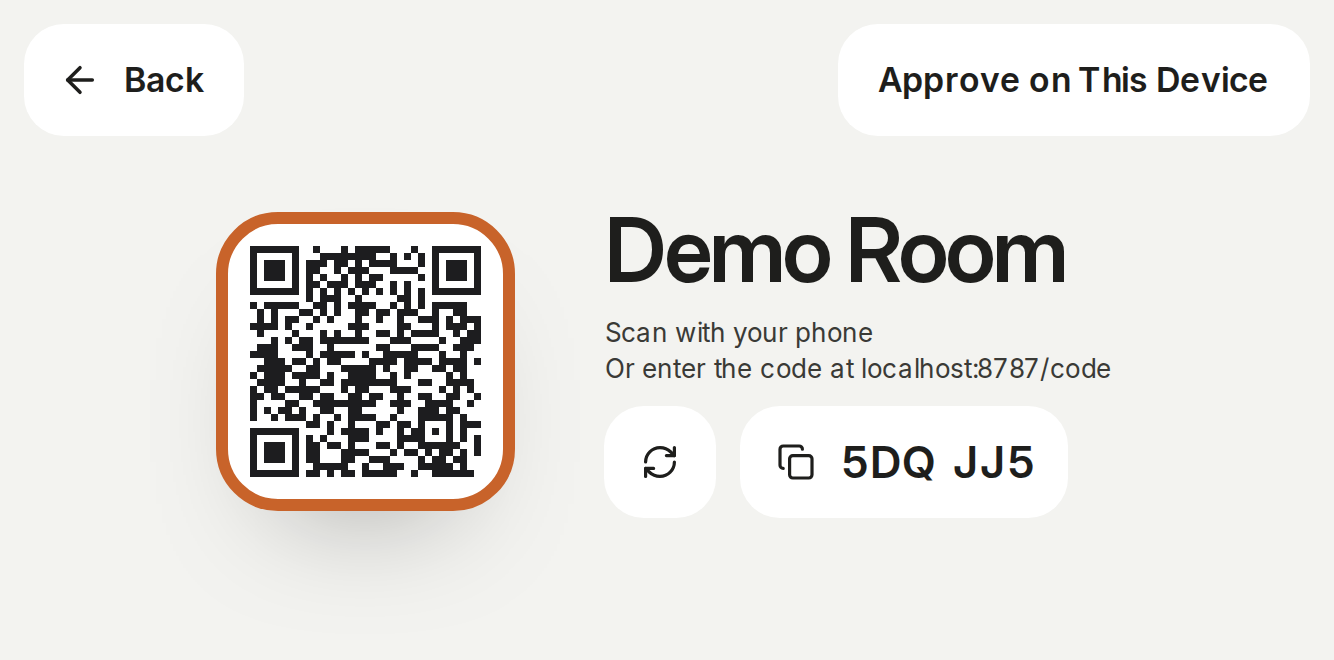 Back
Approve on This Device
Demo Room
Scan with your phone
Or enter the code at localhost:8787/code
5DQ JJ5